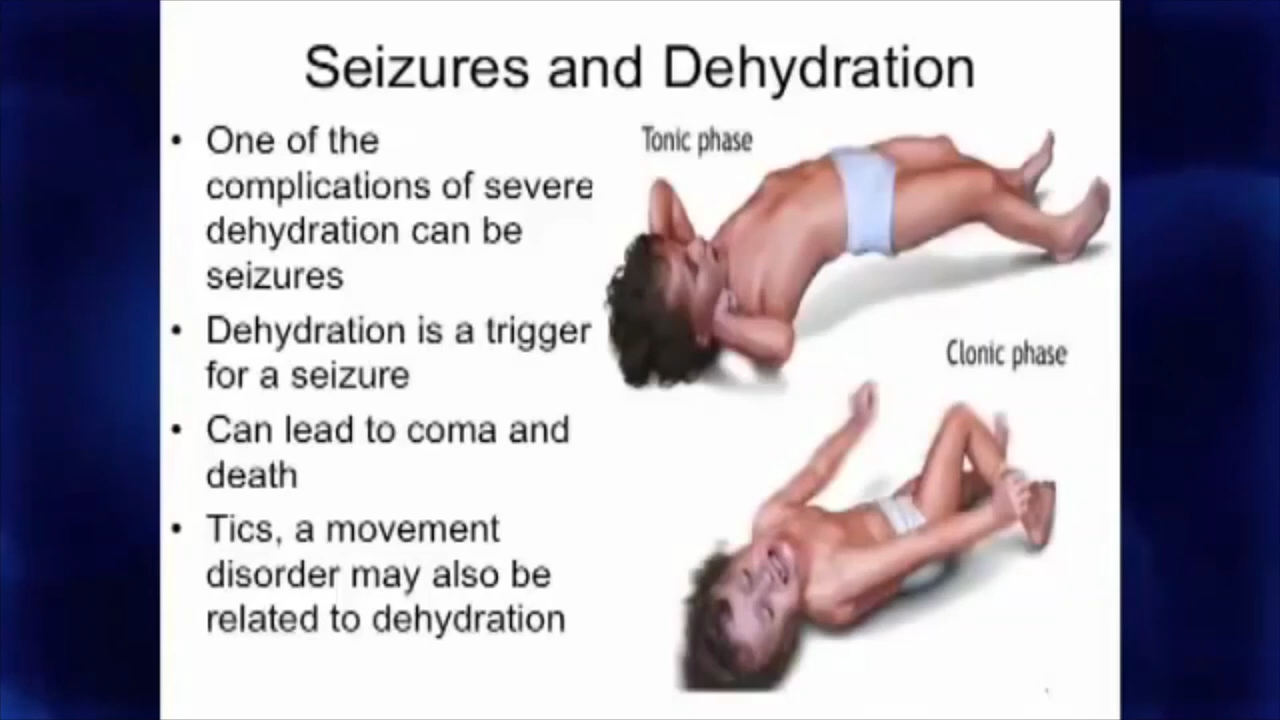 Seizures and Dehydration
• One of the
complications of severe
dehydration can be
seizures
• Dehydration is a trigger
for a seizure
• Can lead to coma and
death
• Tics, a movement
disorder may also be
related to dehydration
Tonic phase
Clonic phase